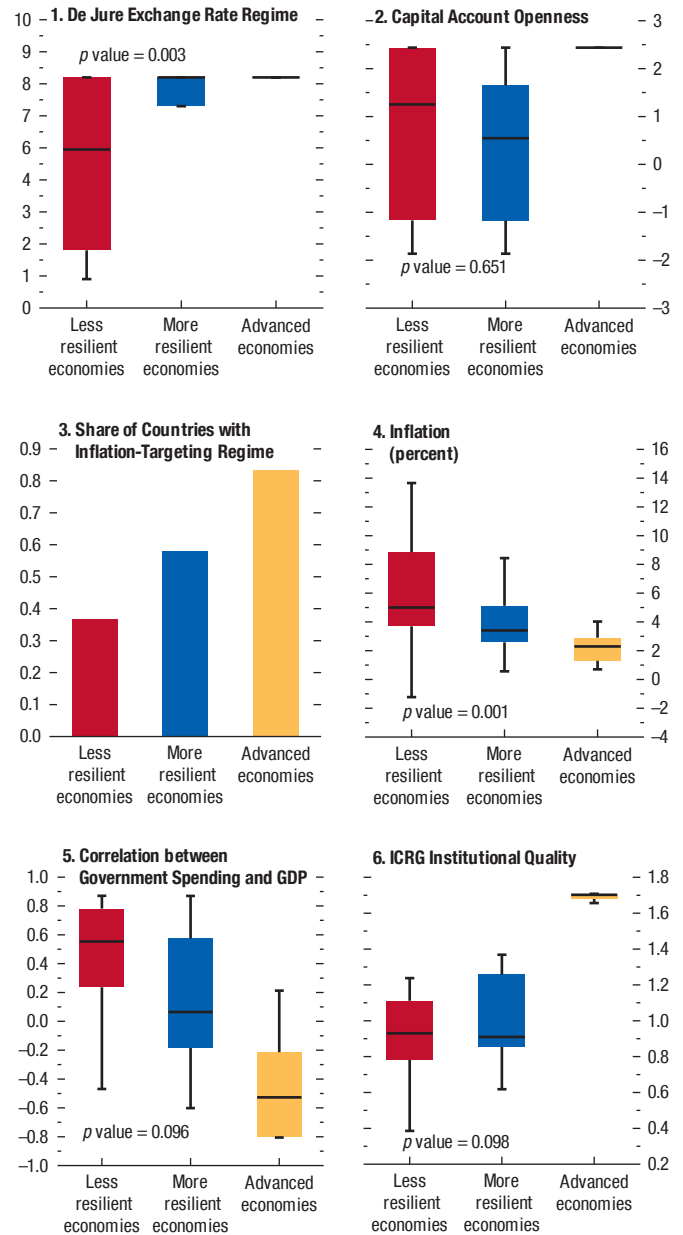 1. De Jure Exchange Rate Regime
p value = 0.003
10
9
8
7
6
5
4
3
2
1
0
Less
resilient
economies
More
resilient
economies
Advanced
economies
2. Capital Account Openness
3
2
1
0
–1
–2
–3
p value = 0.651
Less
resilient
economies
More
resilient
economies
Advanced
economies
3. Share of Countries with
Inflation-Targeting Regime
0.9
0.8
0.7
0.6
0.5
0.4
0.3
0.2
0.1
0.0
Less
resilient
economies
More
resilient
economies
Advanced
economies
4. Inflation
(percent)
16
14
12
10
8
6
4
2
0
–2
–4
p value = 0.001
Less
resilient
economies
More
resilient
economies
Advanced
economies
5. Correlation between
Government Spending and GDP
1.0
0.8
0.6
0.4
0.2
0.0
–0.2
–0.4
–0.6
–0.8
–1.0
p value = 0.096
Less
resilient
economies
More
resilient
economies
Advanced
economies
6. ICRG Institutional Quality
1.8
1.6
1.4
1.2
1.0
0.8
0.6
0.4
0.2
p value = 0.098
Less
resilient
economies
More
resilient
economies
Advanced
economies